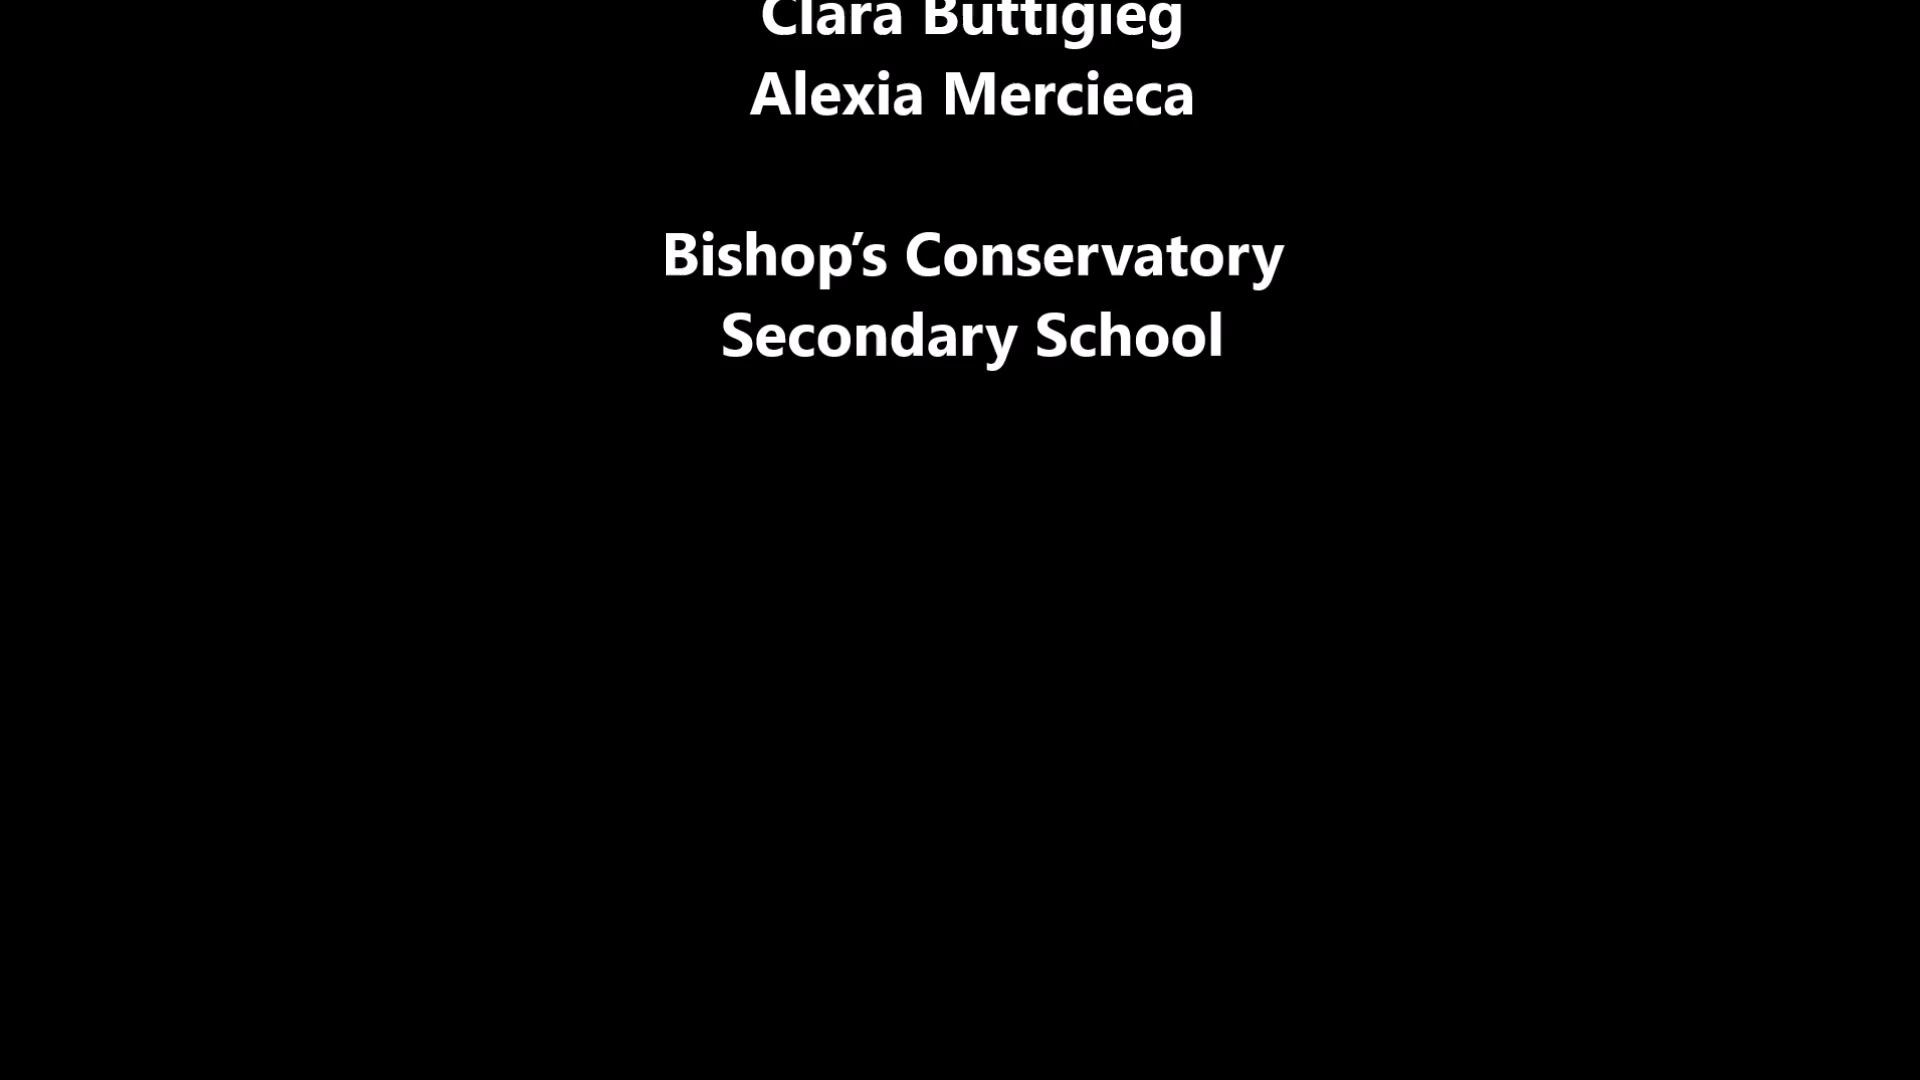 Clara Buttigieg
Alexia Mercieca
Bishop’s Conservatory
Secondary School